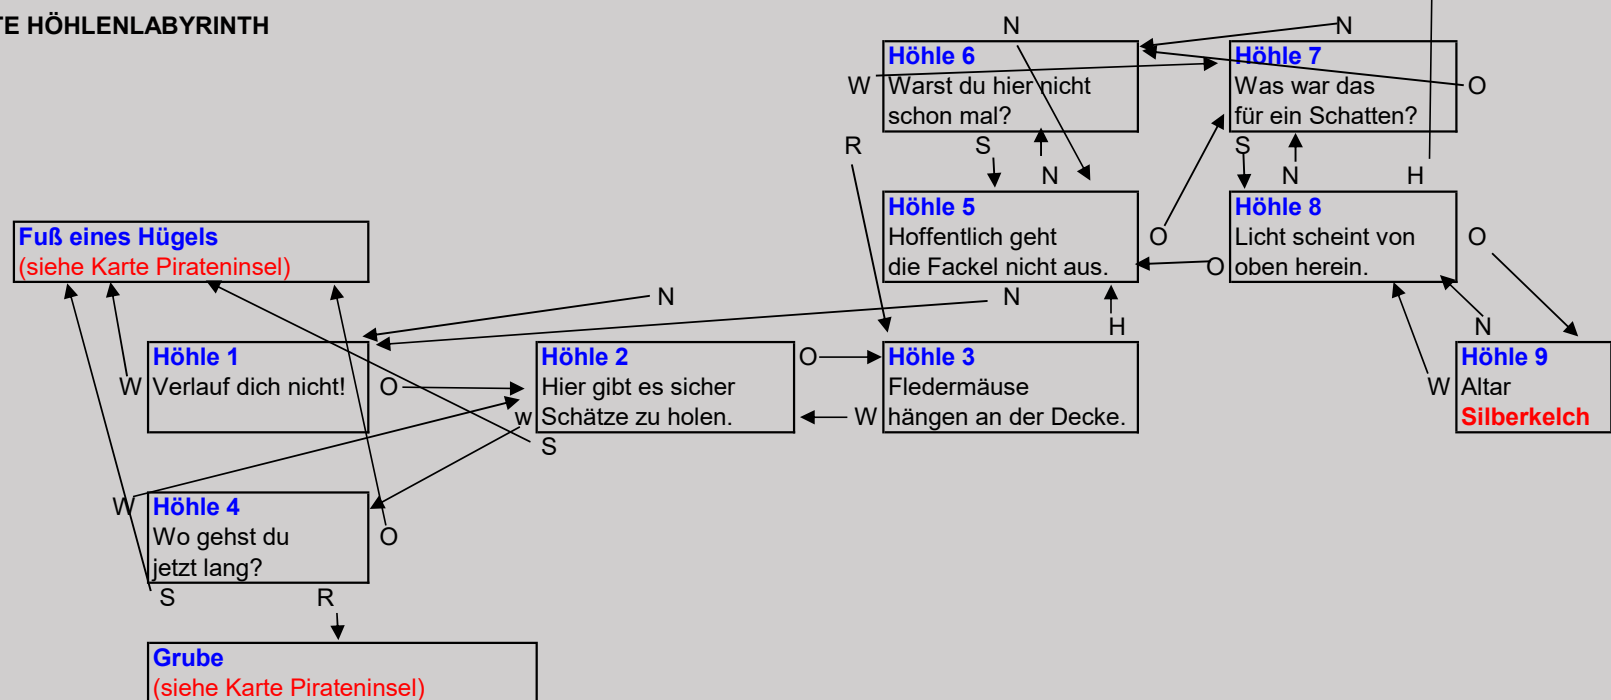 TE HÖHLENLABYRINTH
N
N
Höhle 6
Warst du hier nicht
schon mal?
W
Höhle 7
Was war das
für ein Schatten?
O
R
S
N
S
N
H
Höhle 5
Hoffentlich geht
die Fackel nicht aus.
O
Höhle 8
Licht scheint von
oben herein.
O
O
Fuß eines Hügels
(siehe Karte Pirateninsel)
N
N
H
N
Höhle 1
Verlauf dich nicht!
W
O
Höhle 2
Hier gibt es sicher
Schätze zu holen.
O
w
S
Höhle 3
Fledermäuse
hängen an der Decke.
W
Höhle 9
Altar
Silberkelch
W
W
Höhle 4
Wo gehst du
jetzt lang?
O
S
R
Grube
(siehe Karte Pirateninsel)